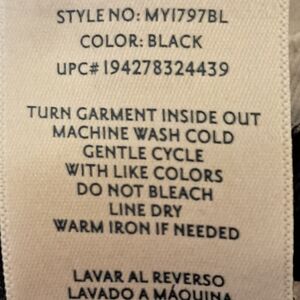 STYLE NO: MY1797BL
COLOR: BLACK
UPC# 194278324439
TURN GARMENT INSIDE OUT
MACHINE WASH COLD
GENTLE CYCLE
WITH LIKE COLORS
DO NOT BLEACH
LINE DRY
WARM IRON IF NEEDED
LAVAR AL REVERSO
LAVADO A MÁQUINA